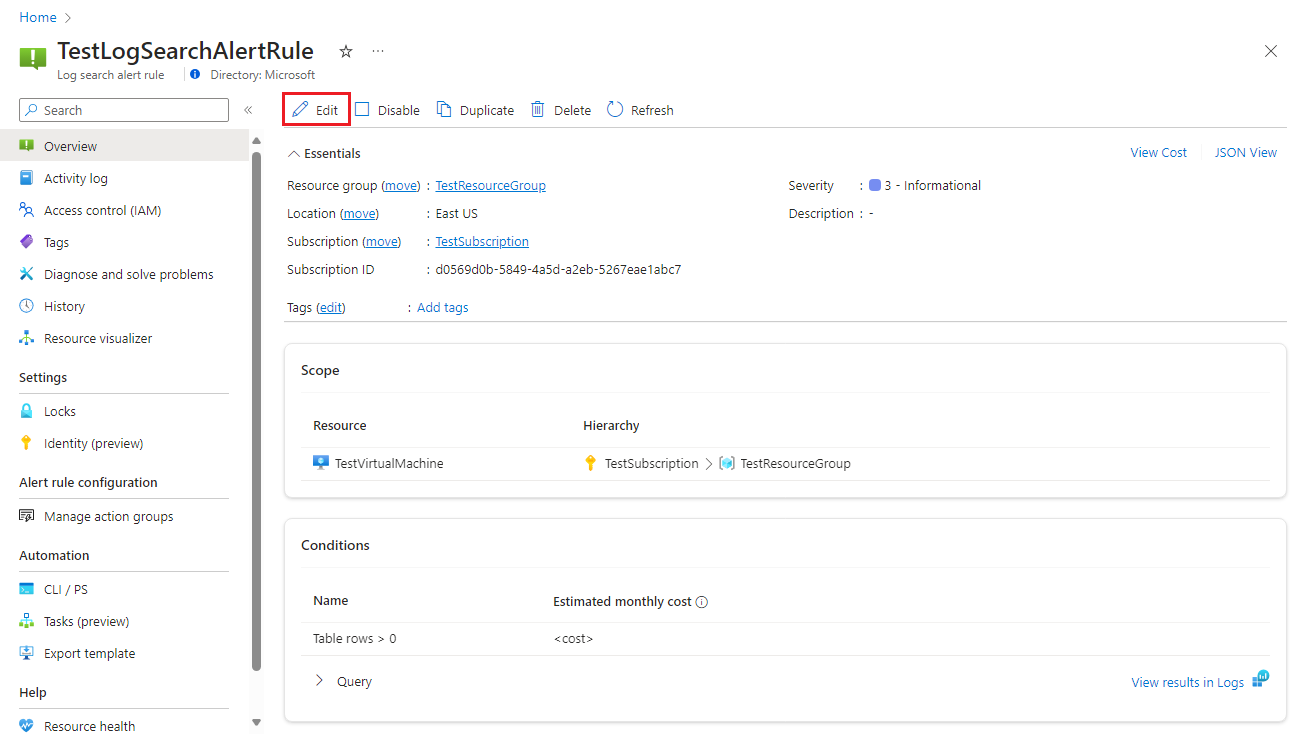 Home
TestLogSearchAlertRule
Log search alert rule Directory: Microsoft
Search
Edit Disable Duplicate Delete Refresh
Overview
Activity log
Access control (IAM)
Tags
Diagnose and solve problems
History
Resource visualizer
Settings
Locks
Identity (preview)
Alert rule configuration
Manage action groups
Automation
CLI / PS
Tasks (preview)
Export template
Help
Resource health
Essentials
View Cost JSON View
Resource group (move) : TestResourceGroup
Location (move) : East US
Subscription (move) : TestSubscription
Subscription ID : d0569d0b-5849-4a5d-a2eb-5267eae1abc7
Severity : 3 - Informational
Description : -
Tags (edit) : Add tags
Scope
Resource Hierarchy
TestVirtualMachine TestSubscription > TestResourceGroup
Conditions
Name Estimated monthly cost
Table rows > 0 <cost>
Query
View results in Logs